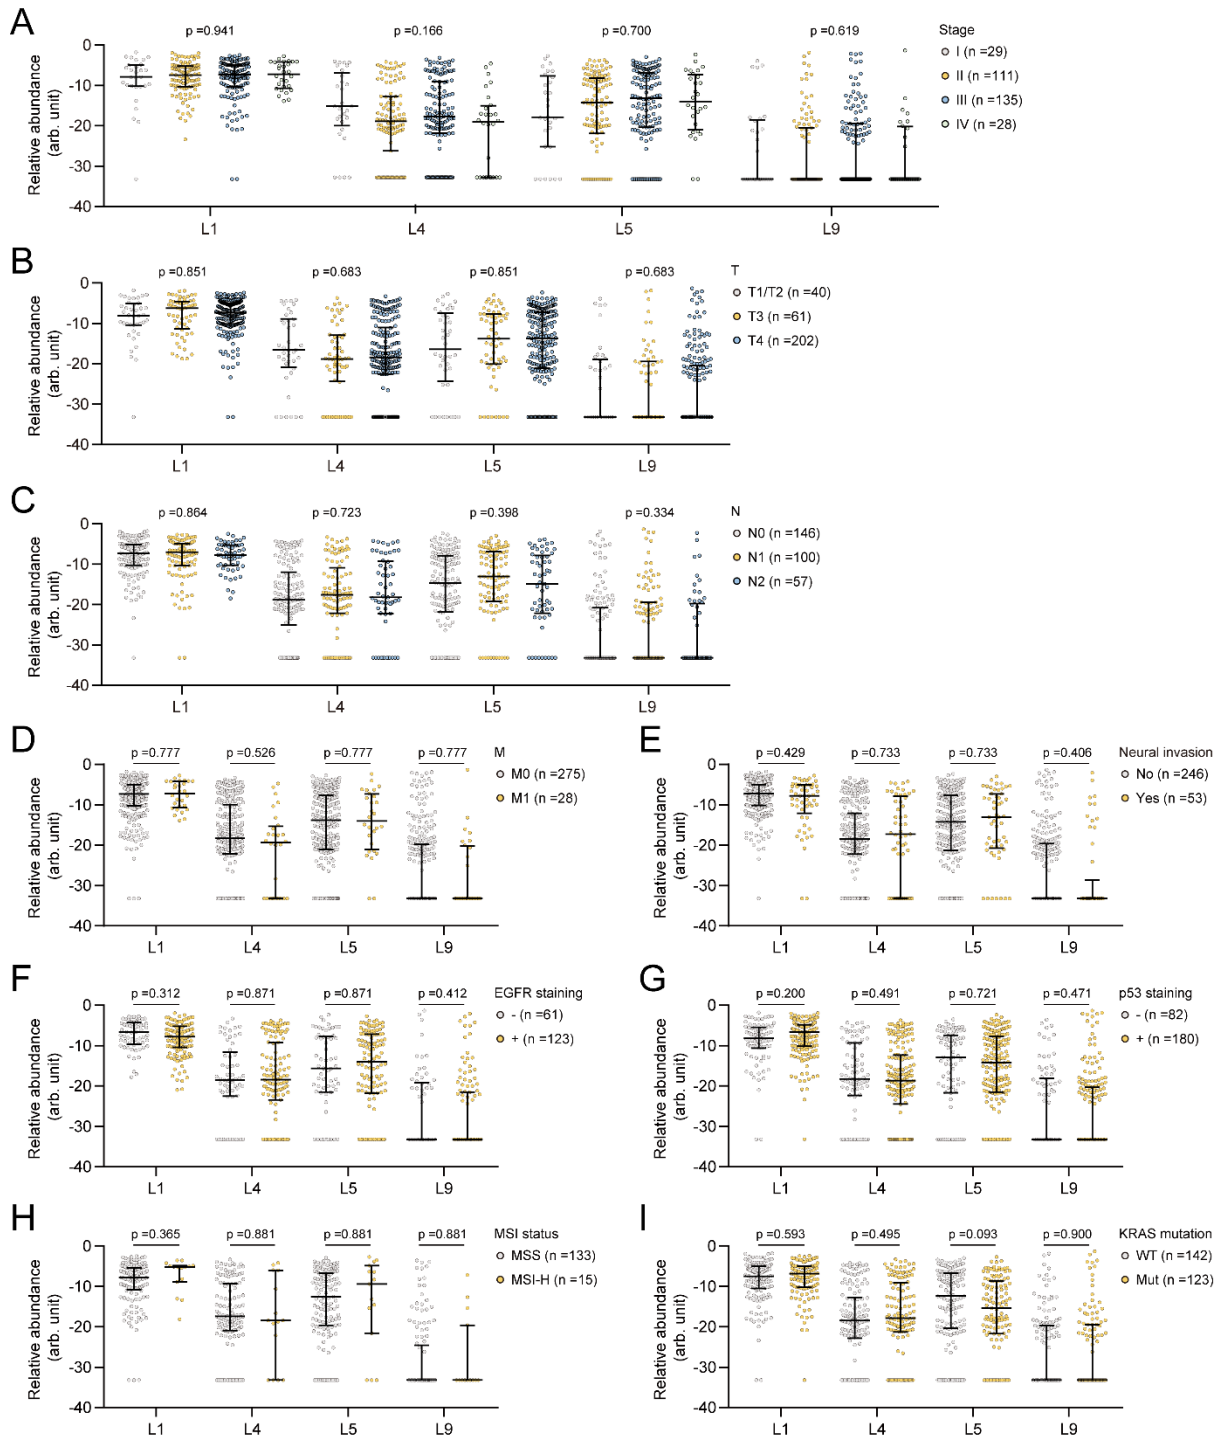 A
p =0.941
p =0.166
p =0.700
p =0.619
Stage
I (n =29)
II (n =111)
III (n =135)
IV (n =28)
Relative abundance
(arb. unit)
0
-10
-20
-30
-40
L1
L4
L5
L9
B
p =0.851
p =0.683
p =0.851
p =0.683
T
T1/T2 (n =40)
T3 (n =61)
T4 (n =202)
Relative abundance
(arb. unit)
0
-10
-20
-30
-40
L1
L4
L5
L9
C
p =0.864
p =0.723
p =0.398
p =0.334
N
N0 (n =146)
N1 (n =100)
N2 (n =57)
Relative abundance
(arb. unit)
0
-10
-20
-30
-40
L1
L4
L5
L9
D
p =0.777
p =0.526
p =0.777
p =0.777
M
M0 (n =275)
M1 (n =28)
Relative abundance
(arb. unit)
0
-10
-20
-30
-40
L1
L4
L5
L9
E
p =0.429
p =0.733
p =0.733
p =0.406
Neural invasion
No (n =246)
Yes (n =53)
Relative abundance
(arb. unit)
0
-10
-20
-30
-40
L1
L4
L5
L9
F
p =0.312
p =0.871
p =0.871
p =0.412
EGFR staining
- (n =61)
+ (n =123)
Relative abundance
(arb. unit)
0
-10
-20
-30
-40
L1
L4
L5
L9
G
p =0.200
p =0.491
p =0.721
p =0.471
p53 staining
- (n =82)
+ (n =180)
Relative abundance
(arb. unit)
0
-10
-20
-30
-40
L1
L4
L5
L9
H
p =0.365
p =0.881
p =0.881
p =0.881
MSI status
MSS (n =133)
MSI-H (n =15)
Relative abundance
(arb. unit)
0
-10
-20
-30
-40
L1
L4
L5
L9
I
p =0.593
p =0.495
p =0.093
p =0.900
KRAS mutation
WT (n =142)
Mut (n =123)
Relative abundance
(arb. unit)
0
-10
-20
-30
-40
L1
L4
L5
L9